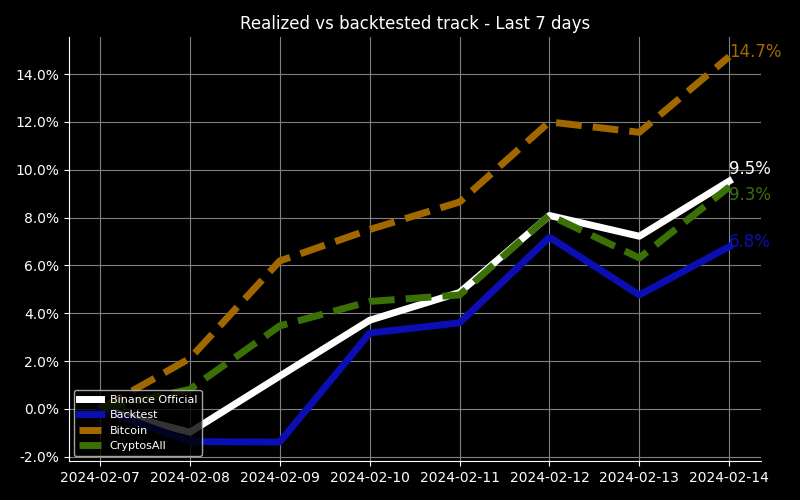 Realized vs backtested track - Last 7 days
14.0%
12.0%
10.0%
8.0%
6.0%
4.0%
2.0%
0.0%
-2.0%
14.7%
9.5%
9.3%
6.8%
Binance Official
Backtest
Bitcoin
CryptosAll
2024-02-07 2024-02-08 2024-02-09 2024-02-10 2024-02-11 2024-02-12 2024-02-13 2024-02-14